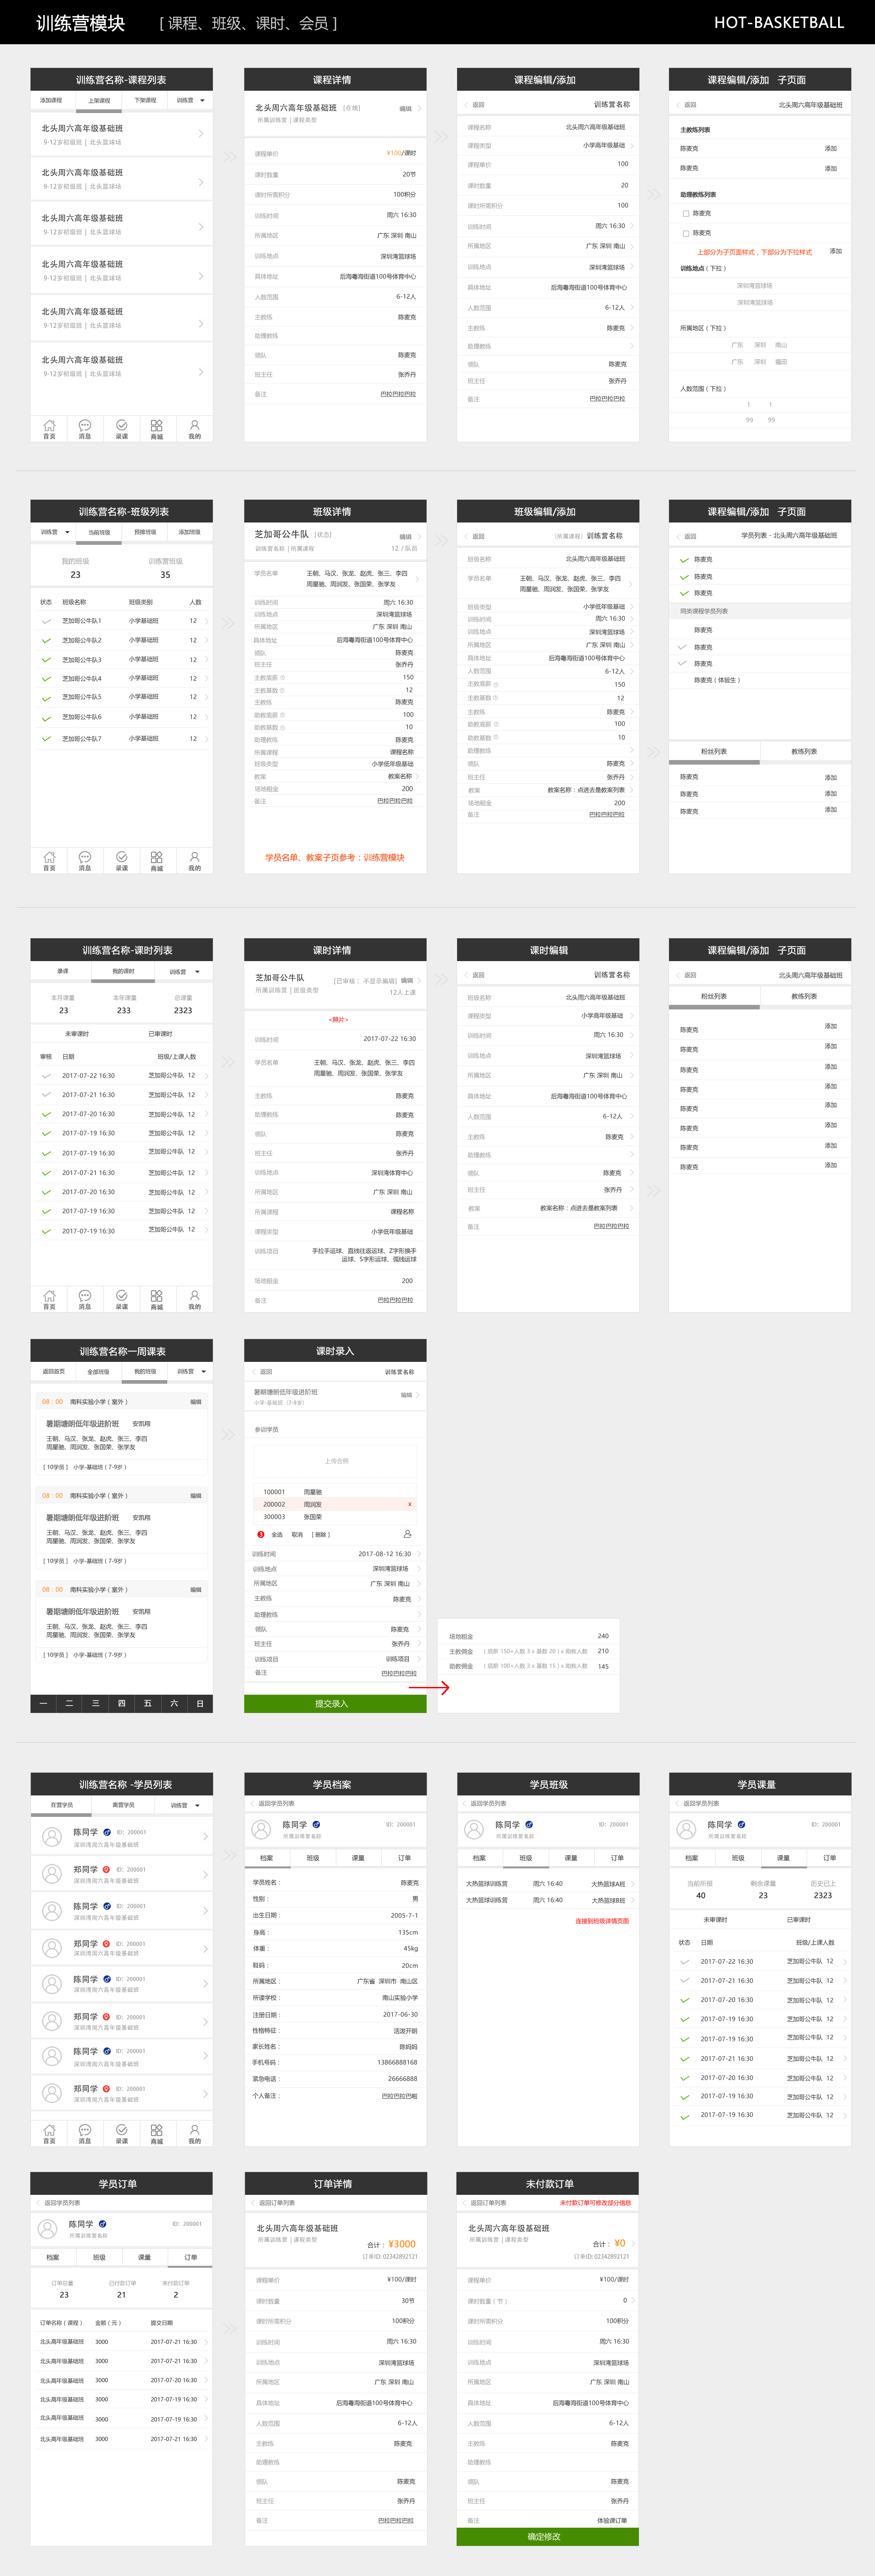 训练营模块 [ 课程、班级、课时、会员 ] HOT-BASKETBALL
训练营名称-课程列表
添加课程 上架课程 下架课程 训练营
北头周六高年级基础班
9-12岁初级班 | 北头篮球场
北头周六高年级基础班
9-12岁初级班 | 北头篮球场
北头周六高年级基础班
9-12岁初级班 | 北头篮球场
北头周六高年级基础班
9-12岁初级班 | 北头篮球场
北头周六高年级基础班
9-12岁初级班 | 北头篮球场
北头周六高年级基础班
9-12岁初级班 | 北头篮球场
首页 消息 录课 商城 我的
课程详情
北头周六高年级基础班 [在线] 编辑
所属训练营 | 课程类型
课程单价 ¥100/课时
课时数量 20节
课时所需积分 100积分
训练时间 周六 16:30
所属地区 广东 深圳 南山
训练地点 深圳湾篮球场
具体地址 后海毒海街道100号体育中心
人数范围 6-12人
主教练 陈麦克
助理教练
领队 陈麦克
班主任 张乔丹
备注 巴拉巴拉巴拉
课程编辑/添加
返回 训练营名称
课程名称 北头周六高年级基础班
课程类型 小学高年级基础
课程单价 100
课时数量 20
课时所需积分 100
训练时间 周六 16:30
所属地区 广东 深圳 南山
训练地点 深圳湾篮球场
具体地址 后海毒海街道100号体育中心
人数范围 6-12人
主教练 陈麦克
助理教练
领队 陈麦克
班主任 张乔丹
备注 巴拉巴拉巴拉
课程编辑/添加 子页面
返回 北头周六高年级基础班
主教练列表
陈麦克 添加
陈麦克 添加
助理教练列表
陈麦克
陈麦克
上部分为子页面样式，下部分为下拉样式 添加
训练地点（下拉）
深圳湾篮球场
深圳湾篮球场
所属地区（下拉）
广东 深圳 南山
广东 深圳 福田
人数范围（下拉）
1 1
99 99
训练营名称-班级列表
训练营 当前班级 预排班级 添加班级
我的班级 训练营班级
23 35
状态 班级名称 班级类别 人数
芝加哥公牛队1 小学基础班 12
芝加哥公牛队2 小学基础班 12
芝加哥公牛队3 小学基础班 12
芝加哥公牛队4 小学基础班 12
芝加哥公牛队5 小学基础班 12
芝加哥公牛队6 小学基础班 12
芝加哥公牛队7 小学基础班 12
首页 消息 录课 商城 我的
班级详情
芝加哥公牛队 [状态] 编辑
训练营名称 | 所属课程 12 / 队员
学员名单 王朝、马汉、张龙、赵虎、张三、李四
周星驰、周润发、张国荣、张学友
训练时间 周六 16:30
训练地点 深圳湾篮球场
所属地区 广东 深圳 南山
具体地址 后海毒海街道100号体育中心
领队 陈麦克
班主任 张乔丹
主教底薪 150
主教基数 12
主教练 陈麦克
助教底薪 100
助教基数 10
助理教练 陈麦克
所属课程 课程名称
班级类型 小学低年级基础
教案 教案名称
场地租金 200
备注 巴拉巴拉巴拉
学员名单、教案子页参考：训练营模块
班级编辑/添加
返回 [所属课程] 训练营名称
班级名称 北头周六高年级基础班
学员名单 王朝、马汉、张龙、赵虎、张三、李四
周星驰、周润发、张国荣、张学友
班级类型 小学低年级基础
训练时间 周六 16:30
训练地点 深圳湾篮球场
所属地区 广东 深圳 南山
具体地址 后海毒海街道100号体育中心
人数范围 6-12人
主教底薪 150
主教基数 12
主教练 陈麦克
助教底薪 100
助教基数 10
助理教练
领队 陈麦克
班主任 张乔丹
教案 教案名称：点进去是教案列表
场地租金 200
备注 巴拉巴拉巴拉
课程编辑/添加 子页面
返回 学员列表 - 北头周六高年级基础班
陈麦克
陈麦克
陈麦克
同类课程学员列表
陈麦克
陈麦克
陈麦克
陈麦克（体验生）
粉丝列表 教练列表
陈麦克 添加
陈麦克 添加
陈麦克 添加
训练营名称-课时列表
录课 我的课时 训练营
本月课量 本年课量 总课量
23 233 2323
未审课时 已审课时
审核 日期 班级/上课人数
2017-07-22 16:30 芝加哥公牛队 12
2017-07-21 16:30 芝加哥公牛队 12
2017-07-20 16:30 芝加哥公牛队 12
2017-07-19 16:30 芝加哥公牛队 12
2017-07-19 16:30 芝加哥公牛队 12
2017-07-21 16:30 芝加哥公牛队 12
2017-07-20 16:30 芝加哥公牛队 12
2017-07-19 16:30 芝加哥公牛队 12
2017-07-19 16:30 芝加哥公牛队 12
首页 消息 录课 商城 我的
课时详情
芝加哥公牛队 [已审核； 不显示编辑] 编辑
所属训练营 | 班级类型 12人上课
<照片>
训练时间 2017-07-22 16:30
学员名单 王朝、马汉、张龙、赵虎、张三、李四
周星驰、周润发、张国荣、张学友
主教练 陈麦克
助理教练 陈麦克
领队 陈麦克
班主任 张乔丹
训练地点 深圳湾体育中心
所属地区 广东 深圳 南山
所属课程 课程名称
课程类型 小学低年级基础
训练项目 手拉手运球、直线往返运球、Z字形换手
运球、S字形运球、弧线运球
场地租金 200
备注 巴拉巴拉巴拉
课时编辑
返回 训练营名称
班级名称 北头周六高年级基础班
课程类型 小学高年级基础
训练时间 周六 16:30
训练地点 深圳湾篮球场
所属地区 广东 深圳 南山
具体地址 后海毒海街道100号体育中心
人数范围 6-12人
主教练 陈麦克
助理教练
领队 陈麦克
班主任 张乔丹
教案 教案名称：点进去是教案列表
备注 巴拉巴拉巴拉
课程编辑/添加 子页面
返回 北头周六高年级基础班
粉丝列表 教练列表
陈麦克 添加
陈麦克 添加
陈麦克 添加
陈麦克 添加
陈麦克 添加
陈麦克 添加
陈麦克 添加
陈麦克 添加
训练营名称一周课表
返回首页 全部班级 我的班级 训练营
08：00 南科实验小学（室外） 编辑
暑期塘朗低年级进阶班 安凯翔
王朝、马汉、张龙、赵虎、张三、李四
周星驰、周润发、张国荣、张学友
[ 10学员 ] 小学-基础班（7-9岁）
08：00 南科实验小学（室外） 编辑
暑期塘朗低年级进阶班 安凯翔
王朝、马汉、张龙、赵虎、张三、李四
周星驰、周润发、张国荣、张学友
[ 10学员 ] 小学-基础班（7-9岁）
08：00 南科实验小学（室外） 编辑
暑期塘朗低年级进阶班 安凯翔
王朝、马汉、张龙、赵虎、张三、李四
周星驰、周润发、张国荣、张学友
[ 10学员 ] 小学-基础班（7-9岁）
一 二 三 四 五 六 日
课时录入
返回 训练营名称
暑期塘朗低年级进阶班 编辑
小学-基础班（7-9岁）
参训学员
上传合照
100001 周星驰
200002 周润发 x
300003 张国荣
3 全选 取消 [ 删除 ]
训练时间 2017-08-12 16:30
训练地点 深圳湾篮球场
所属地区 广东 深圳 南山
主教练 陈麦克
助理教练
领队 陈麦克
班主任 张乔丹
训练项目 训练项目
备注 巴拉巴拉巴拉
提交录入
场地租金 240
主教佣金 （底薪 150+人数 3 x 基数 20）x 助教人数 210
助教佣金 （底薪 100+人数 3 x 基数 15）x 助教人数 145
训练营名称 -学员列表
在营学员 离营学员 训练营
陈同学 ID：200001
深圳湾周六高年级基础班
郑同学 ID：200001
深圳湾周六高年级基础班
陈同学 ID：200001
深圳湾周六高年级基础班
郑同学 ID：200001
深圳湾周六高年级基础班
陈同学 ID：200001
深圳湾周六高年级基础班
郑同学 ID：200001
深圳湾周六高年级基础班
陈同学 ID：200001
深圳湾周六高年级基础班
郑同学 ID：200001
深圳湾周六高年级基础班
首页 消息 录课 商城 我的
学员档案
返回学员列表
陈同学 ID：200001
所属训练营名称
档案 班级 课量 订单
学员姓名： 陈麦克
性别： 男
出生日期： 2005-7-1
身高： 135cm
体重： 45kg
鞋码： 20cm
所属地区： 广东省 深圳市 南山区
所读学校： 南山实验小学
注册日期： 2017-06-30
性格特征： 活泼开朗
家长姓名： 陈妈妈
手机号码： 13866888168
紧急电话： 26666888
个人备注： 巴拉巴拉巴啦
学员班级
返回学员列表
陈同学 ID：200001
所属训练营名称
档案 班级 课量 订单
大热篮球训练营 周六 16:40 大热篮球A班
大热篮球训练营 周六 16:40 大热篮球B班
连接到班级详情页面
学员课量
返回学员列表
陈同学 ID：200001
所属训练营名称
档案 班级 课量 订单
当前所报 剩余课量 历史已上
40 23 2323
未审课时 已审课时
状态 日期 班级/上课人数
2017-07-22 16:30 芝加哥公牛队 12
2017-07-21 16:30 芝加哥公牛队 12
2017-07-20 16:30 芝加哥公牛队 12
2017-07-19 16:30 芝加哥公牛队 12
2017-07-19 16:30 芝加哥公牛队 12
2017-07-21 16:30 芝加哥公牛队 12
2017-07-20 16:30 芝加哥公牛队 12
2017-07-19 16:30 芝加哥公牛队 12
2017-07-19 16:30 芝加哥公牛队 12
学员订单
返回学员列表
陈同学 ID：200001
所属训练营名称
档案 班级 课量 订单
订单总量 已付款订单 未付款订单
23 21 2
订单名称（课程） 金额（元） 提交日期
北头高年级基础班 3000 2017-07-21 16:30
北头高年级基础班 3000 2017-07-21 16:30
北头高年级基础班 3000 2017-07-20 16:30
北头高年级基础班 3000 2017-07-19 16:30
北头高年级基础班 3000 2017-07-19 16:30
北头高年级基础班 3000 2017-07-21 16:30
订单详情
返回订单列表
北头周六高年级基础班
所属训练营 | 课程类型 合计： ¥3000
订单ID: 02342892121
课程单价 ¥100/课时
课时数量 30节
课时所需积分 100积分
训练时间 周六 16:30
训练地点 深圳湾篮球场
所属地区 广东 深圳 南山
具体地址 后海毒海街道100号体育中心
人数范围 6-12人
主教练 陈麦克
助理教练
领队 陈麦克
班主任 张乔丹
备注 巴拉巴拉巴拉
未付款订单
返回订单列表 未付款订单可修改部分信息
北头周六高年级基础班
所属训练营 | 课程类型 合计： ¥0
订单ID: 02342892121
课程单价 ¥100/课时
课时数量（节） 0
课时所需积分 100积分
训练时间 周六 16:30
训练地点 深圳湾篮球场
所属地区 广东 深圳 南山
具体地址 后海毒海街道100号体育中心
人数范围 6-12人
主教练 陈麦克
助理教练
领队 陈麦克
班主任 张乔丹
备注 体验课订单
确定修改